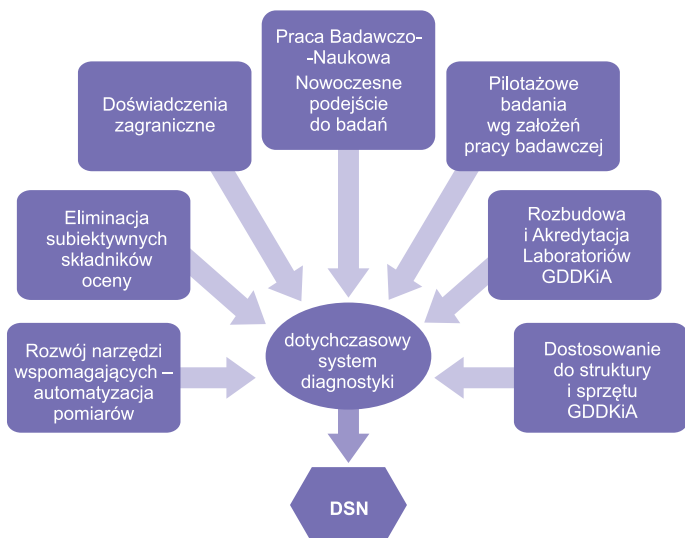 Praca Badawczo-
-Naukowa
Nowoczesne
podejście
do badań
Doświadczenia
zagraniczne
Pilotażowe
badania
wg założeń
pracy badawczej
Eliminacja
subiektywnych
składników
oceny
Rozbudowa
i Akredytacja
Laboratoriów
GDDKiA
Rozwój narzędzi
wspomagających –
automatyzacja
pomiarów
dotychczasowy
system
diagnostyki
Dostosowanie
do struktury
i sprzętu
GDDKiA
DSN